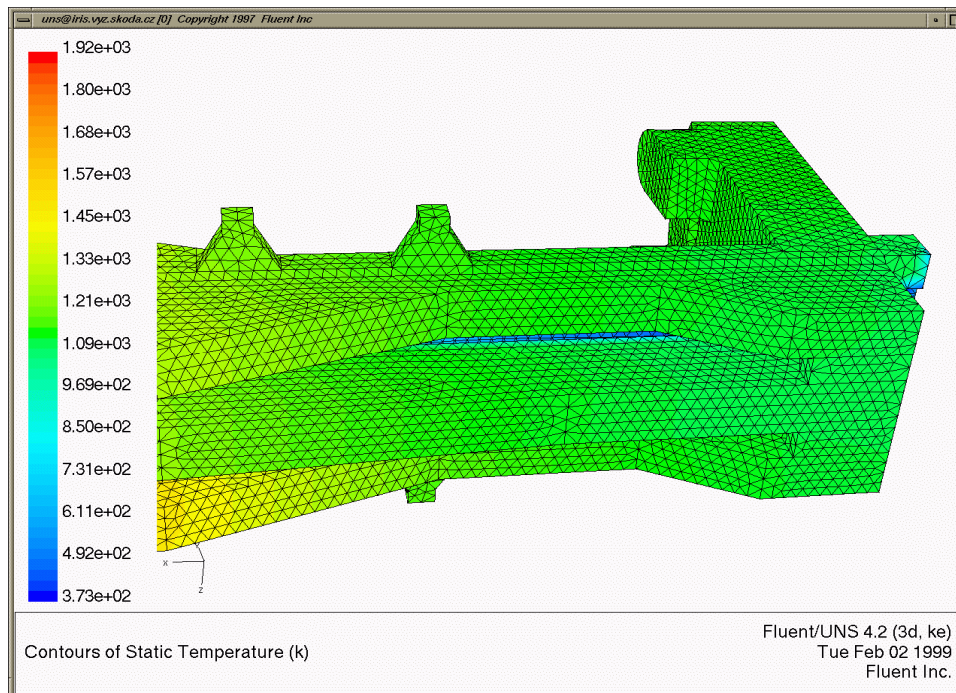 uns@iris.vyz.skoda.cz [0] Copyright 1997 Fluent Inc
1.92e+03
1.80e+03
1.68e+03
1.57e+03
1.45e+03
1.33e+03
1.21e+03
1.09e+03
9.69e+02
8.50e+02
7.31e+02
6.11e+02
4.92e+02
3.73e+02
Y
X
Z
Contours of Static Temperature (k)
Fluent/UNS 4.2 (3d, ke)
Tue Feb 02 1999
Fluent Inc.